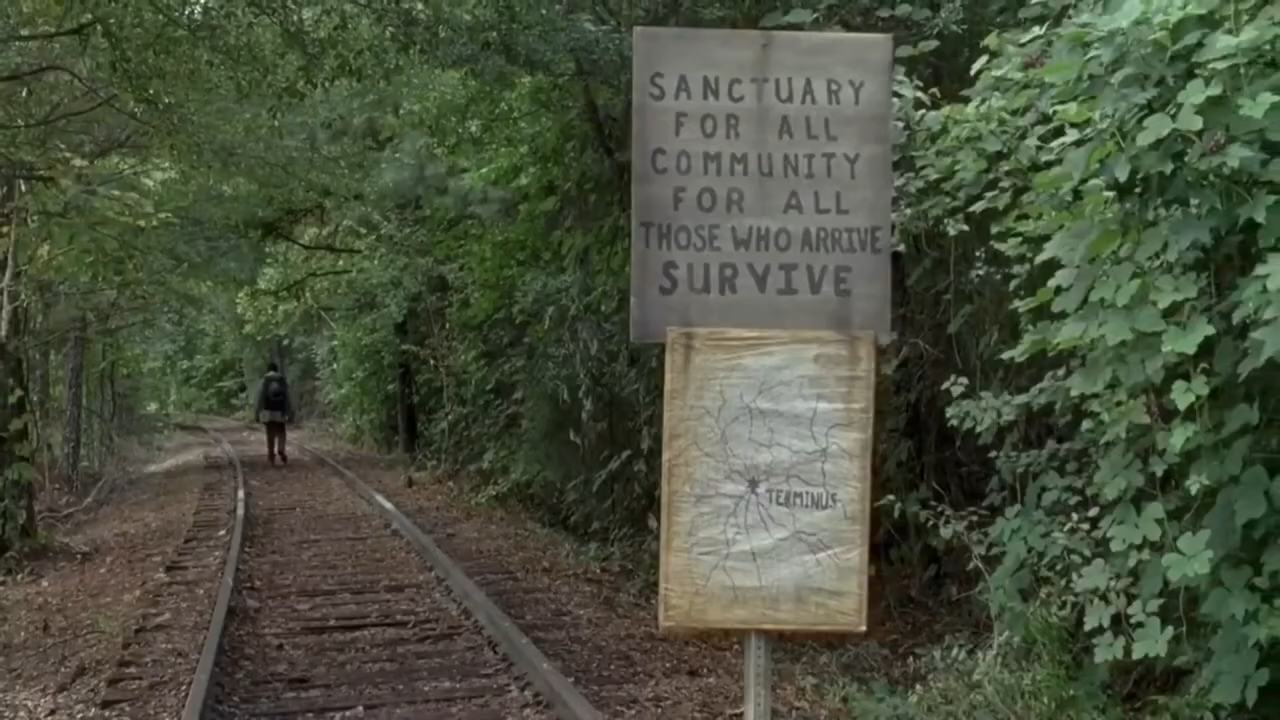 SANCTUARY
FOR ALL
COMMUNITY
FOR ALL
THOSE WHO ARRIVE
SURVIVE
TERMINUS